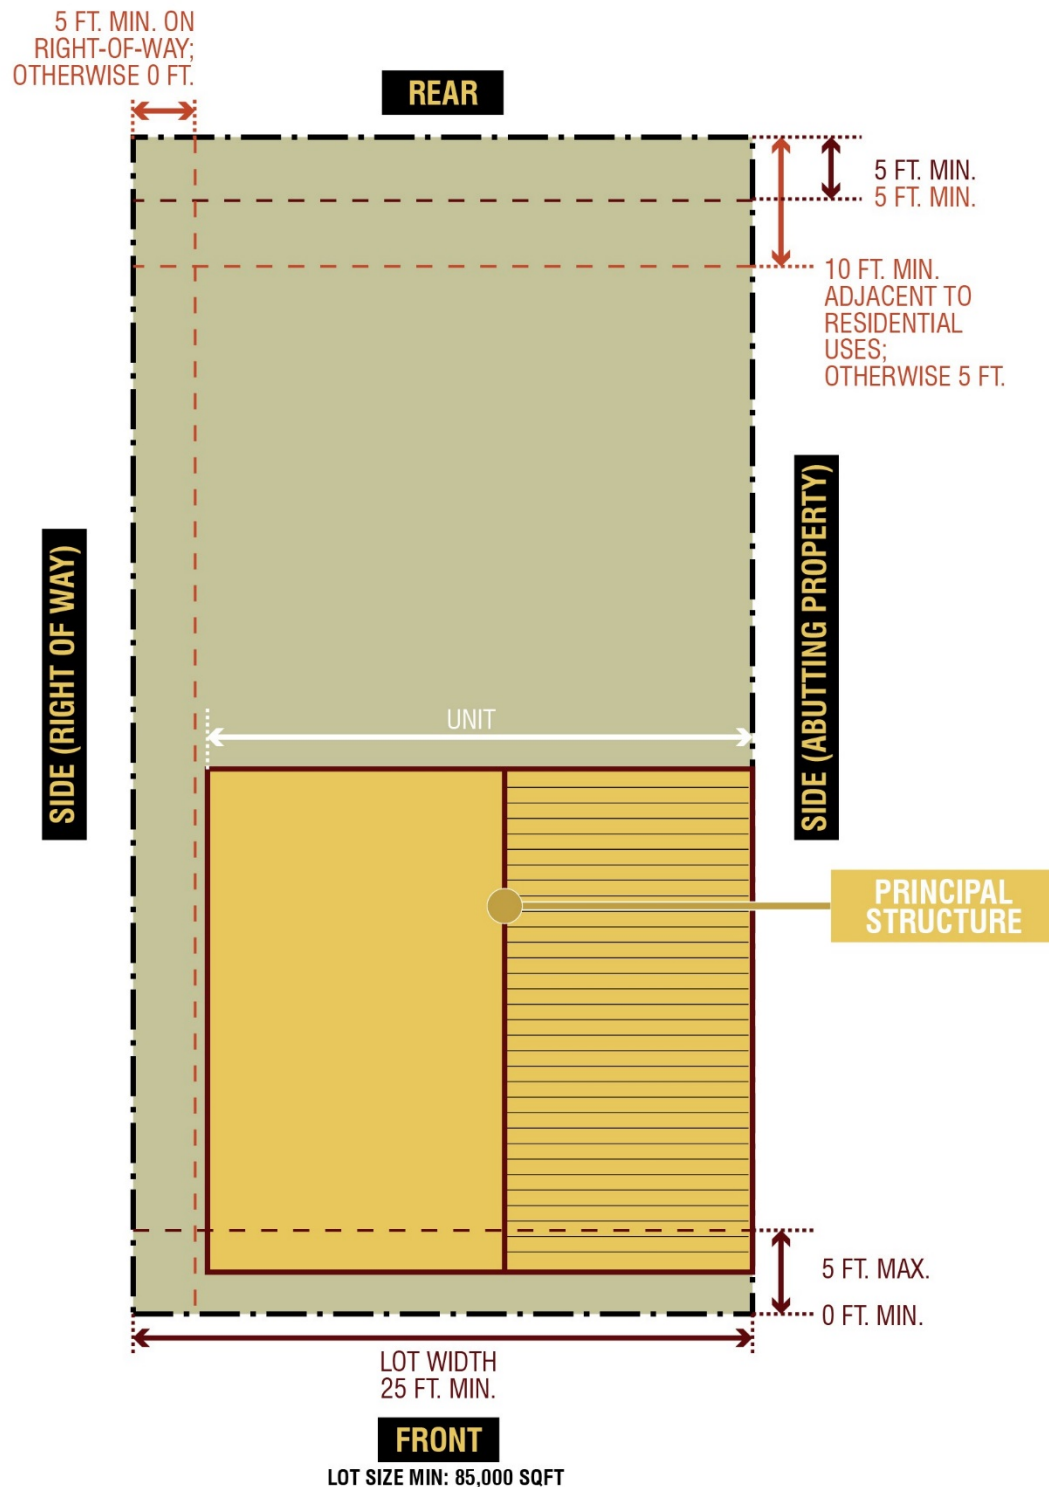 5 FT. MIN. ON
RIGHT-OF-WAY;
OTHERWISE 0 FT.
REAR
5 FT. MIN.
5 FT. MIN.
10 FT. MIN.
ADJACENT TO
RESIDENTIAL
USES;
OTHERWISE 5 FT.
SIDE (RIGHT OF WAY)
SIDE (ABUTTING PROPERTY)
UNIT
PRINCIPAL
STRUCTURE
5 FT. MAX.
0 FT. MIN.
LOT WIDTH
25 FT. MIN.
FRONT
LOT SIZE MIN: 85,000 SQFT